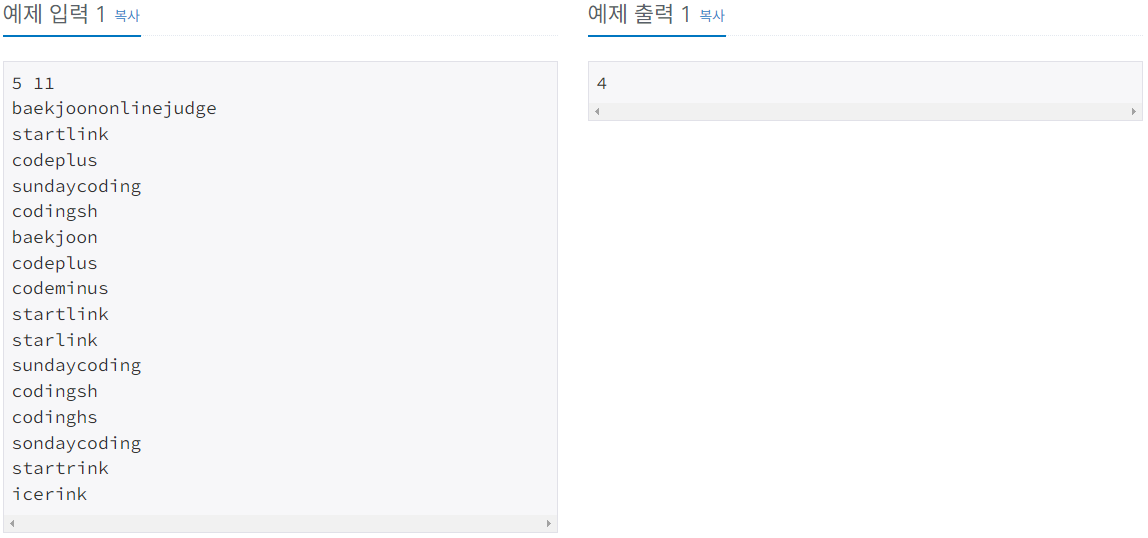 예제 입력 1 복사
5 11
baekjoononlinejudge
startlink
codeplus
sundaycoding
codingsh
baekjoon
codeplus
codeminus
startlink
starlink
sundaycoding
codingsh
codinghs
sondaycoding
startrink
icerink
예제 출력 1 복사
4